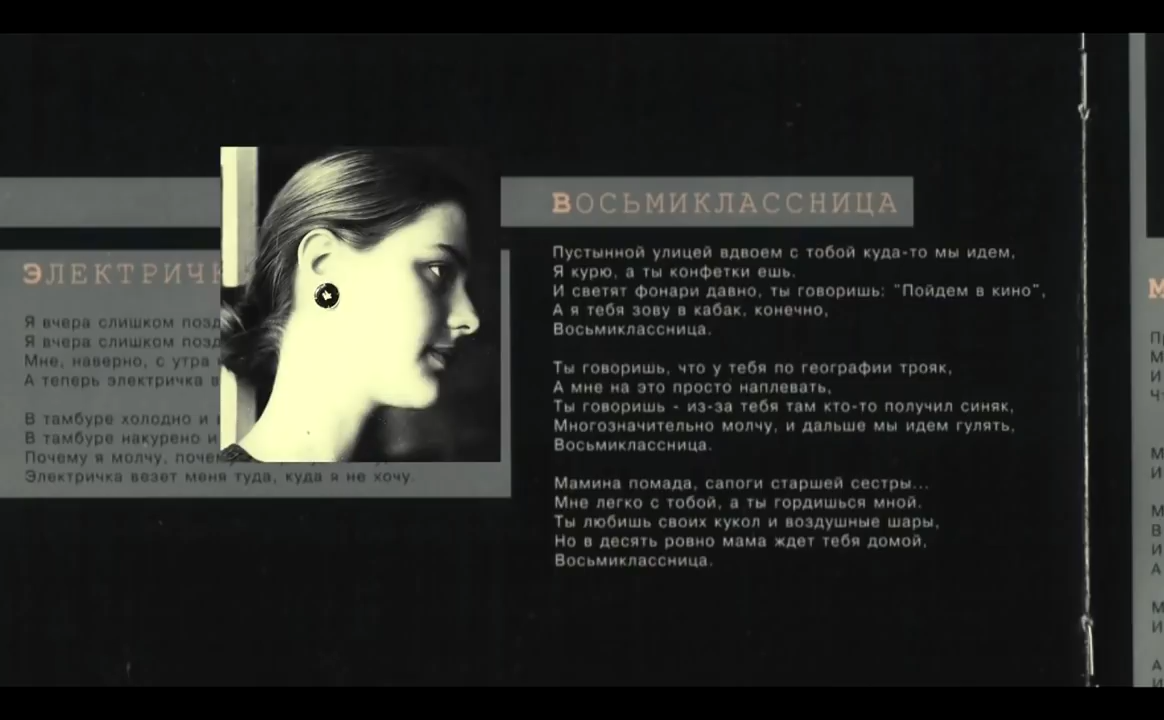 ЭЛЕКТРИЧК
Я вчера слишком позд
Я вчера слишком позд
Мне, наверно, с утра
А теперь электричка в
В тамбуре холодно и
В тамбуре накурено и
Почему я молчу, почем
Электричка везет меня туда, куда я не хочу.
ВОСЬМИКЛАССНИЦА
Пустынной улицей вдвоем с тобой куда-то мы идем,
Я курю, а ты конфетки ешь.
И светят фонари давно, ты говоришь: "Пойдем в кино",
А я тебя зову в кабак, конечно,
Восьмиклассница.
Ты говоришь, что у тебя по географии трояк,
А мне на это просто наплевать,
Ты говоришь - из-за тебя там кто-то получил синяк,
Многозначительно молчу, и дальше мы идем гулять,
Восьмиклассница.
Мамина помада, сапоги старшей сестры...
Мне легко с тобой, а ты гордишься мной.
Ты любишь своих кукол и воздушные шары,
Но в десять ровно мама ждет тебя домой,
Восьмиклассница.